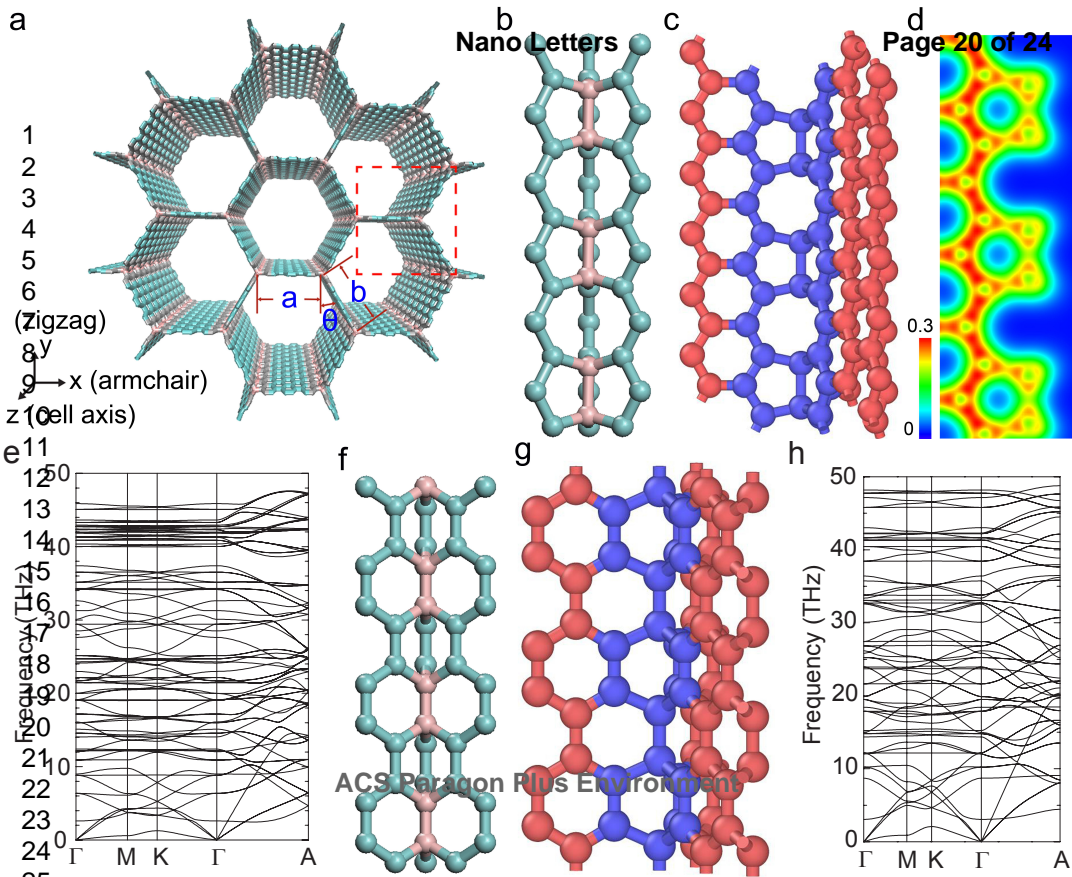 a
b
c
d
Nano Letters
Page 20 of 24
1
2
3
4
5
6
7
8
9
10
11
12
13
14
15
16
17
18
19
20
21
22
23
24
a
b
θ
(zigzag)
y
x (armchair)
z (cell axis)
0.3
0
e
f
g
h
50
40
30
20
10
0
Frequency (THz)
Γ M K Γ A
50
40
30
20
10
0
Frequency (THz)
Γ M K Γ A
ACS Paragon Plus Environment